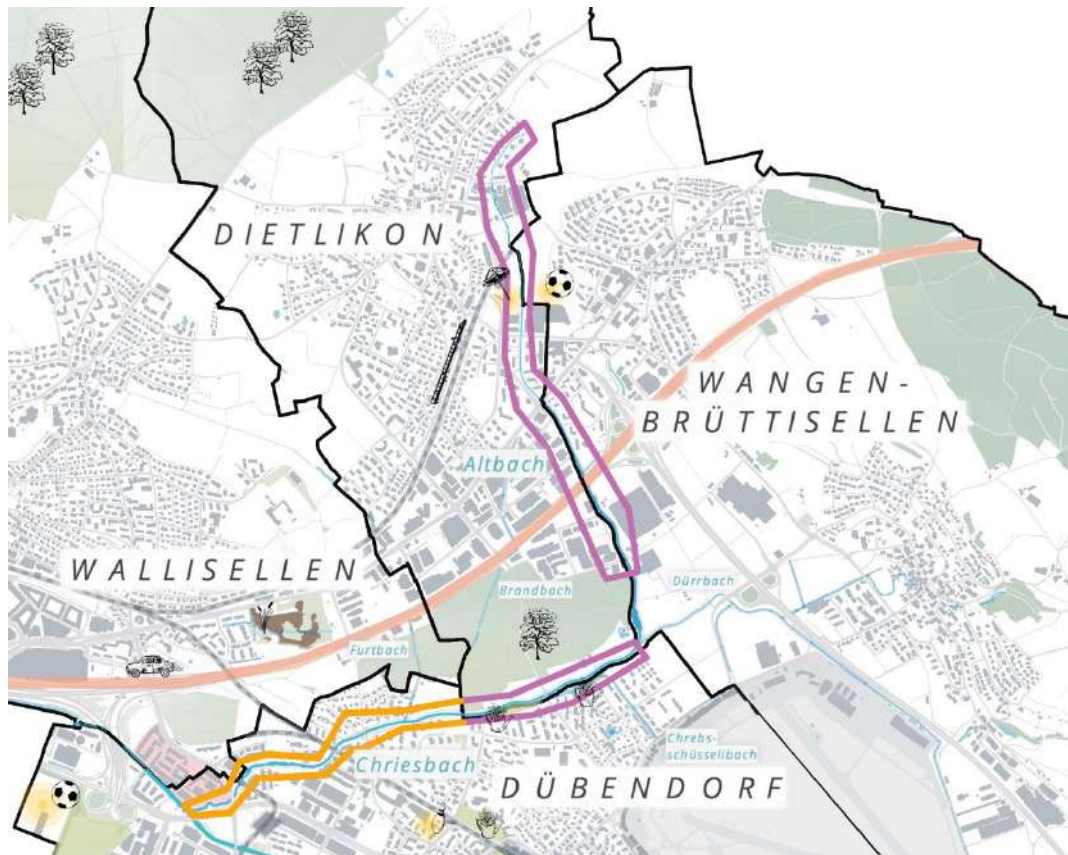 DIETLIKON
WANGEN-
BRÜTTISELLEN
Altbach
WALLISELLEN
Brandbach
Dürrbach
Furtbach
Chrebs-
schüsselibach
Chriesbach
DÜBENDORF